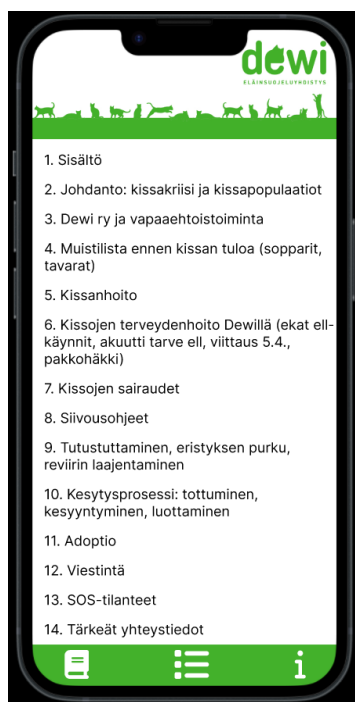 dewi
ELÄINSUOJELUYHDISTYS
1. Sisältö
2. Johdanto: kissakriisi ja kissapopulaatiot
3. Dewi ry ja vapaaehtoistoiminta
4. Muistilista ennen kissan tuloa (sopparit,
tavarat)
5. Kissanhoito
6. Kissojen terveydenhoito Dewillä (ekat ell-
käynnit, akuutti tarve ell, viittaus 5.4.,
pakkohäkki)
7. Kissojen sairaudet
8. Siivousohjeet
9. Tutustuttaminen, eristyksen purku,
reviirin laajentaminen
10. Kesytysprosessi: tottuminen,
kesyyntyminen, luottaminen
11. Adoptio
12. Viestintä
13. SOS-tilanteet
14. Tärkeät yhteystiedot